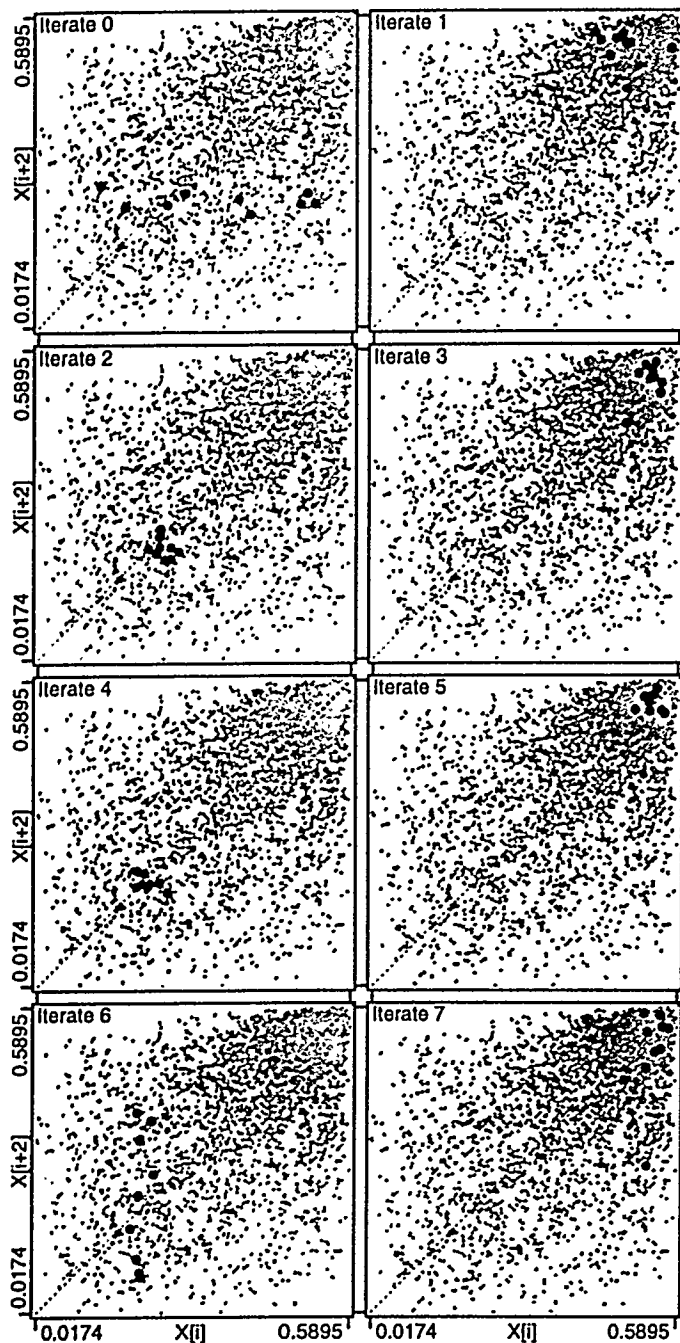 Iterate 0
Iterate 1
0.5895
X[i+2]
0.0174
Iterate 2
Iterate 3
0.5895
X[i+2]
0.0174
Iterate 4
Iterate 5
0.5895
X[i+2]
0.0174
Iterate 6
Iterate 7
0.5895
X[i+2]
0.0174
0.0174 X[i] 0.5895 0.0174 X[i] 0.5895